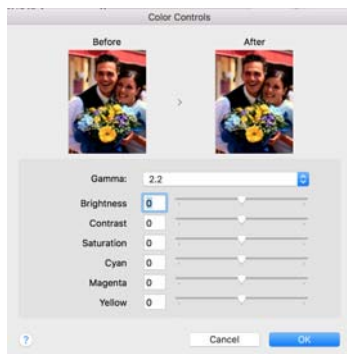 Color Controls
Before After
>
Gamma: 2.2
Brightness 0
Contrast 0
Saturation 0
Cyan 0
Magenta 0
Yellow 0
? Cancel OK